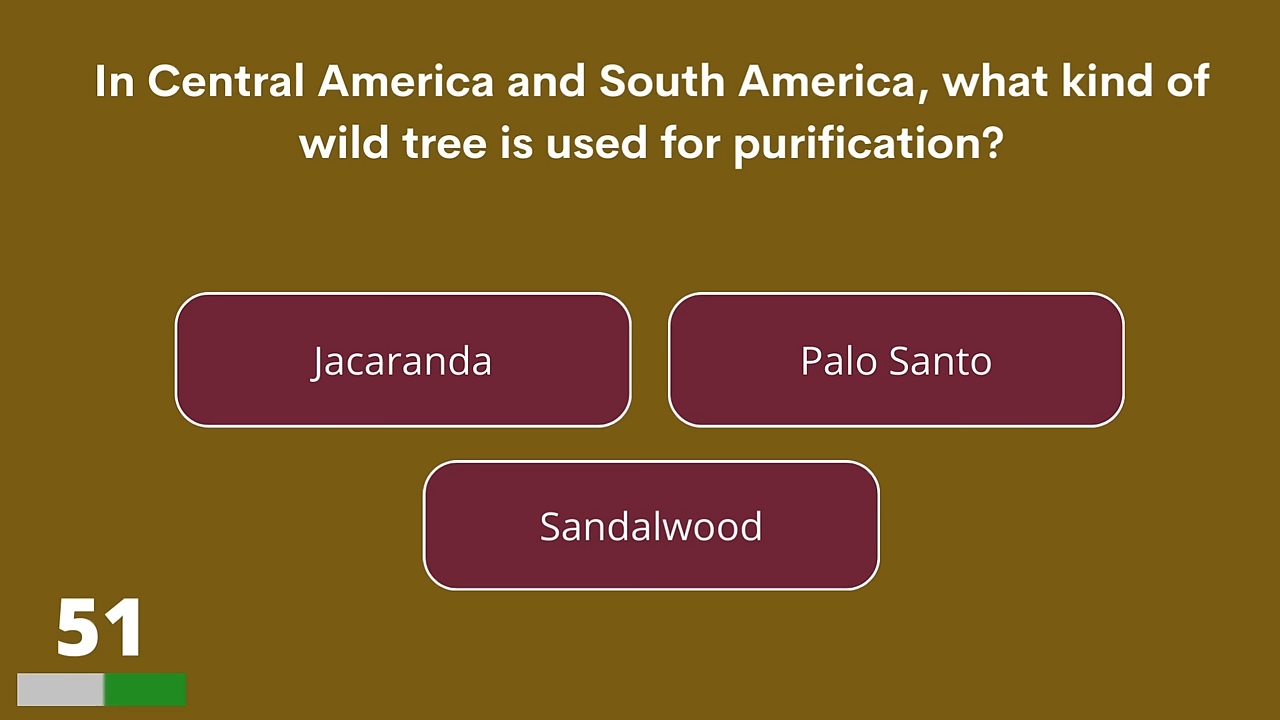 In Central America and South America, what kind of
wild tree is used for purification?
Jacaranda
Palo Santo
Sandalwood
51